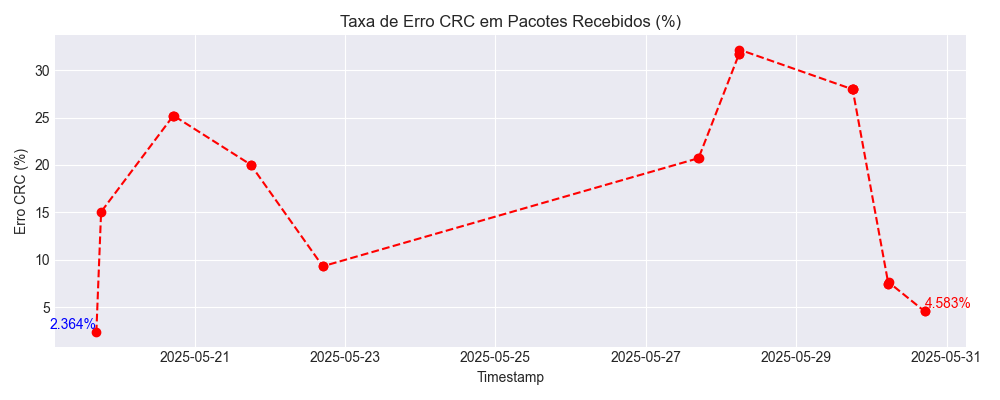 Taxa de Erro CRC em Pacotes Recebidos (%)
Erro CRC (%)
30
25
20
15
10
5
2.364%
4.583%
2025-05-21 2025-05-23 2025-05-25 2025-05-27 2025-05-29 2025-05-31
Timestamp